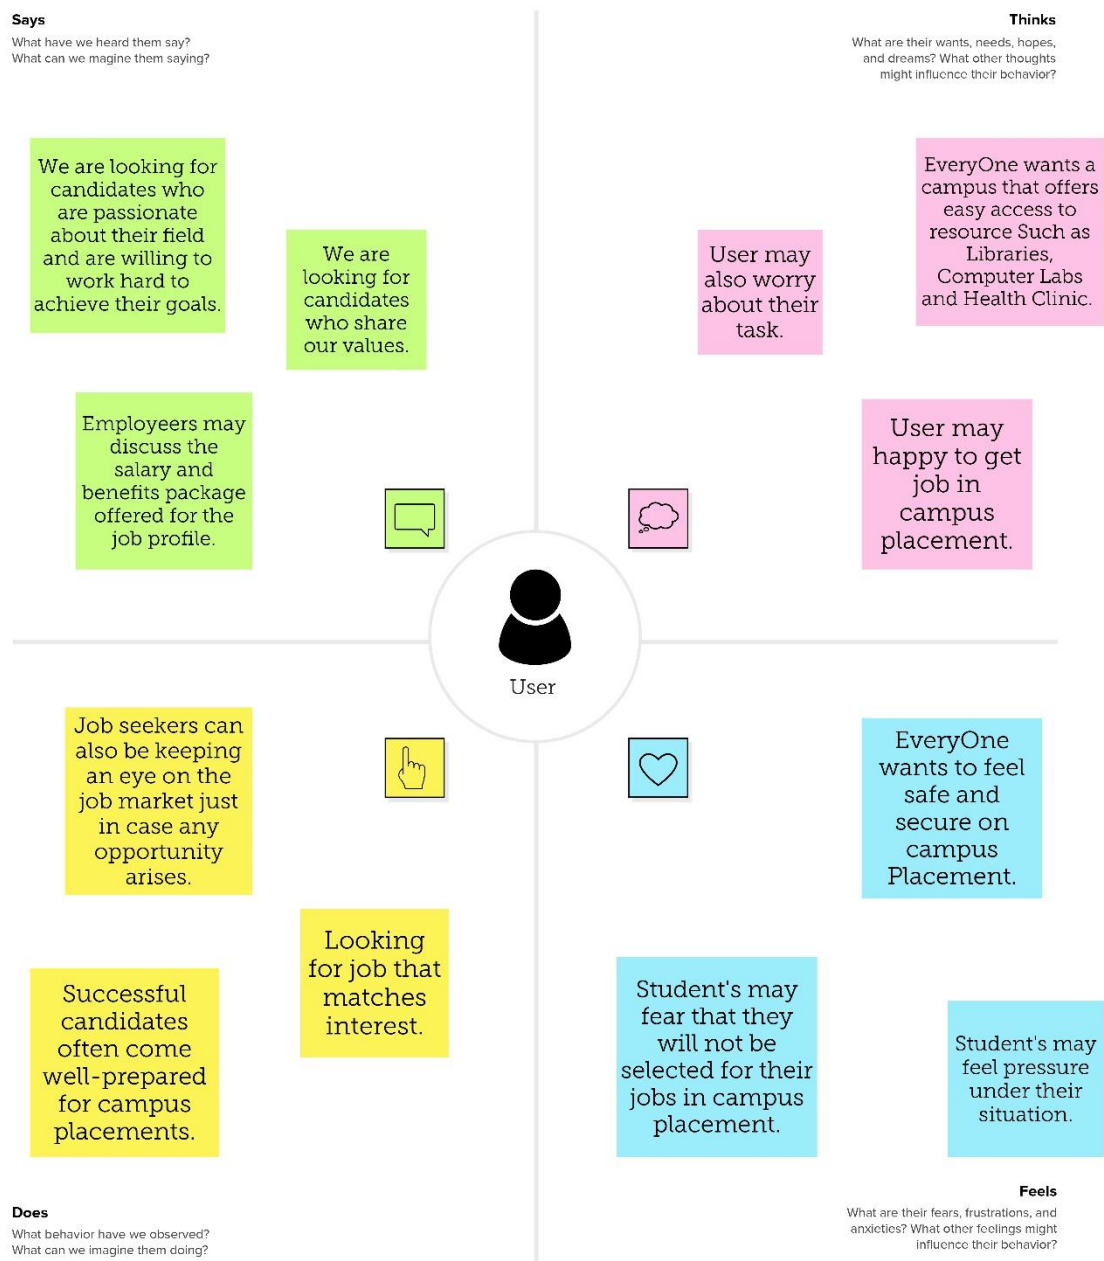 Says
What have we heard them say?
What can we magine them saying?
Thinks
What are their wants, needs, hopes,
and dreams? What other thoughts
might influence their behavior?
We are looking for
candidates who
are passionate
about their field
and are willing to
work hard to
achieve their goals.
We are
looking for
candidates
who share
our values.
Employeers may
discuss the
salary and
benefits package
offered for the
job profile.
User may
also worry
about their
task.
EveryOne wants a
campus that offers
easy access to
resource Such as
Libraries,
Computer Labs
and Health Clinic.
User may
happy to get
job in
campus
placement.
User
Job seekers can
also be keeping
an eye on the
job market just
in case any
opportunity
arises.
Looking
for job that
matches
interest.
Successful
candidates
often come
well-prepared
for campus
placements.
EveryOne
wants to feel
safe and
secure on
campus
Placement.
Student's may
fear that they
will not be
selected for their
jobs in campus
placement.
Student's may
feel pressure
under their
situation.
Does
What behavior have we observed?
What can we imagine them doing?
Feels
What are their fears, frustrations, and
anxieties? What other feelings might
influence their behavior?